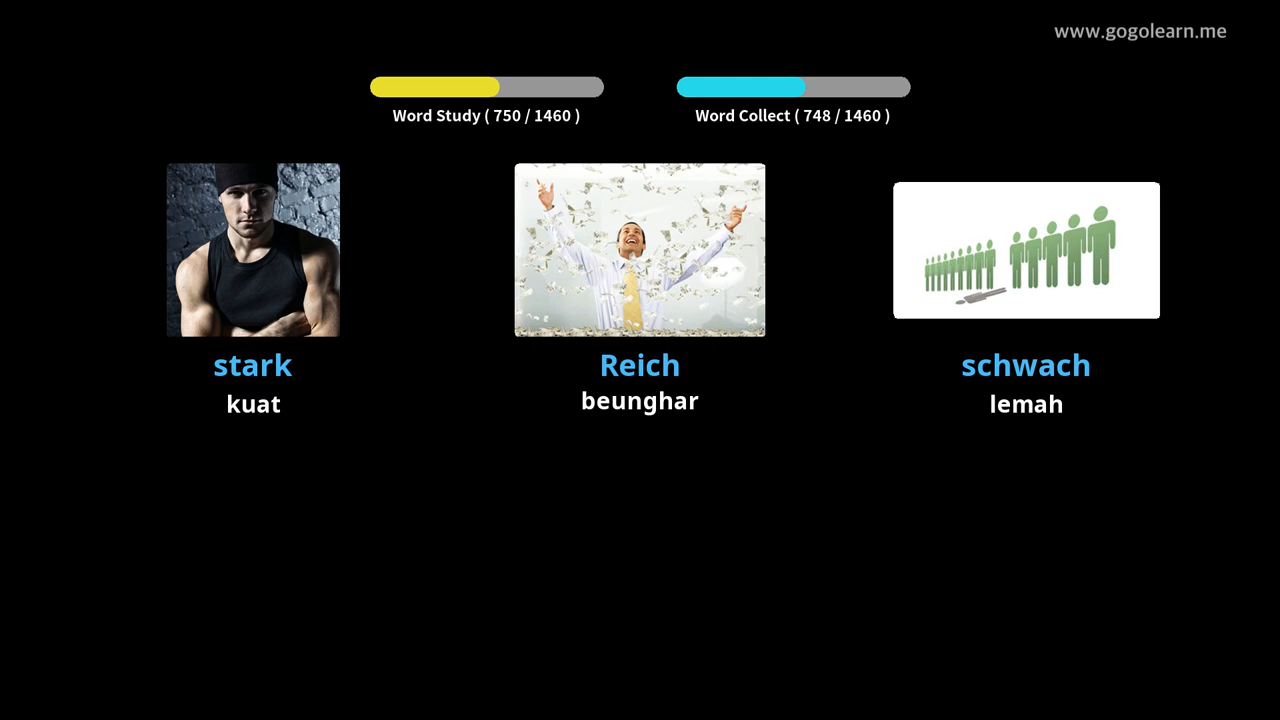 www.gogolearn.me
Word Study ( 750 / 1460 )
Word Collect ( 748 / 1460 )
stark
kuat
Reich
beunghar
schwach
lemah